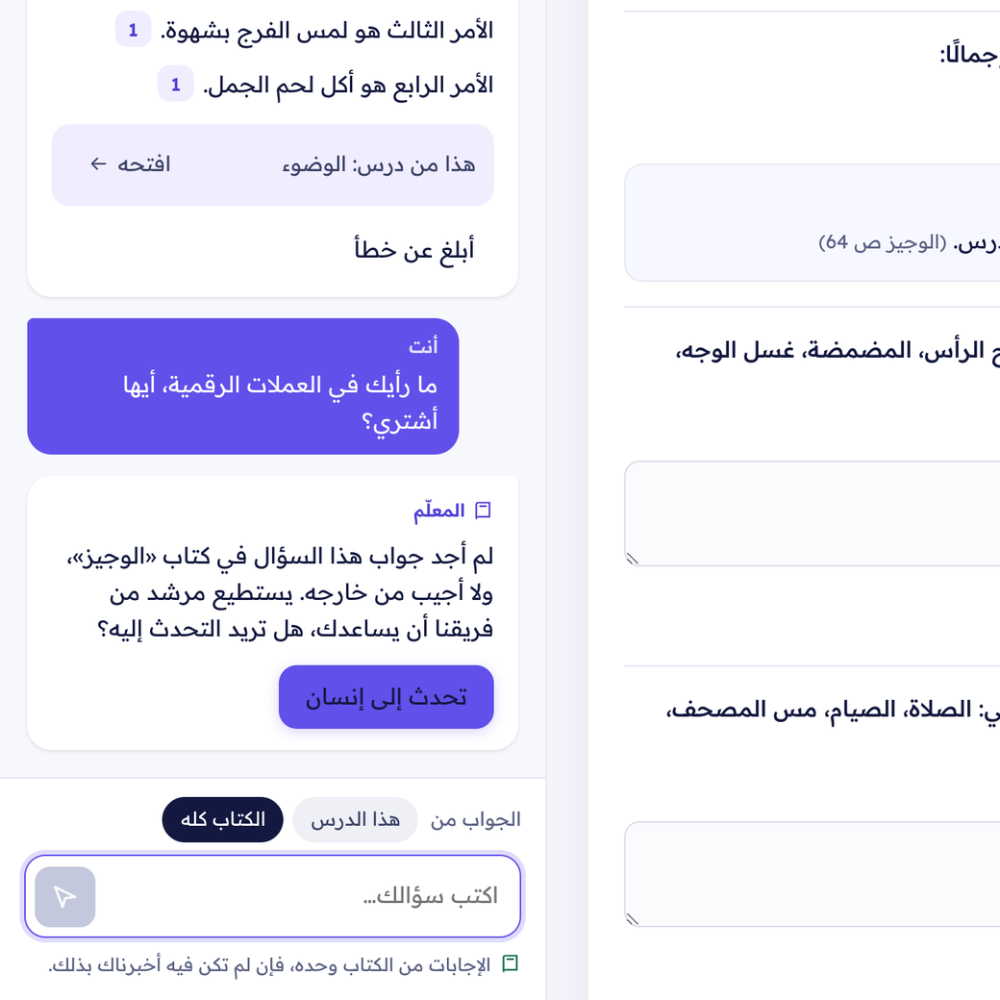 الأمر الثالث هو لمس الفرج بشهوة. 1
الأمر الرابع هو أكل لحم الجمل. 1
هذا من درس: الوضوء
افتحه ←
أبلغ عن خطأ
أنت
ما رأيك في العملات الرقمية، أيها
أشتري؟
المعلّم
لم أجد جواب هذا السؤال في كتاب «الوجيز»،
ولا أجيب من خارجه. يستطيع مرشد من
فريقنا أن يساعدك، هل تريد التحدث إليه؟
تحدث إلى إنسان
الجواب من
هذا الدرس
الكتاب كله
اكتب سؤالك...
الإجابات من الكتاب وحده، فإن لم تكن فيه أخبرناك بذلك.
(الوجيز ص 64)
الرأس، المضمضة، غسل الوجه،
الصلاة، الصيام، مس المصحف،